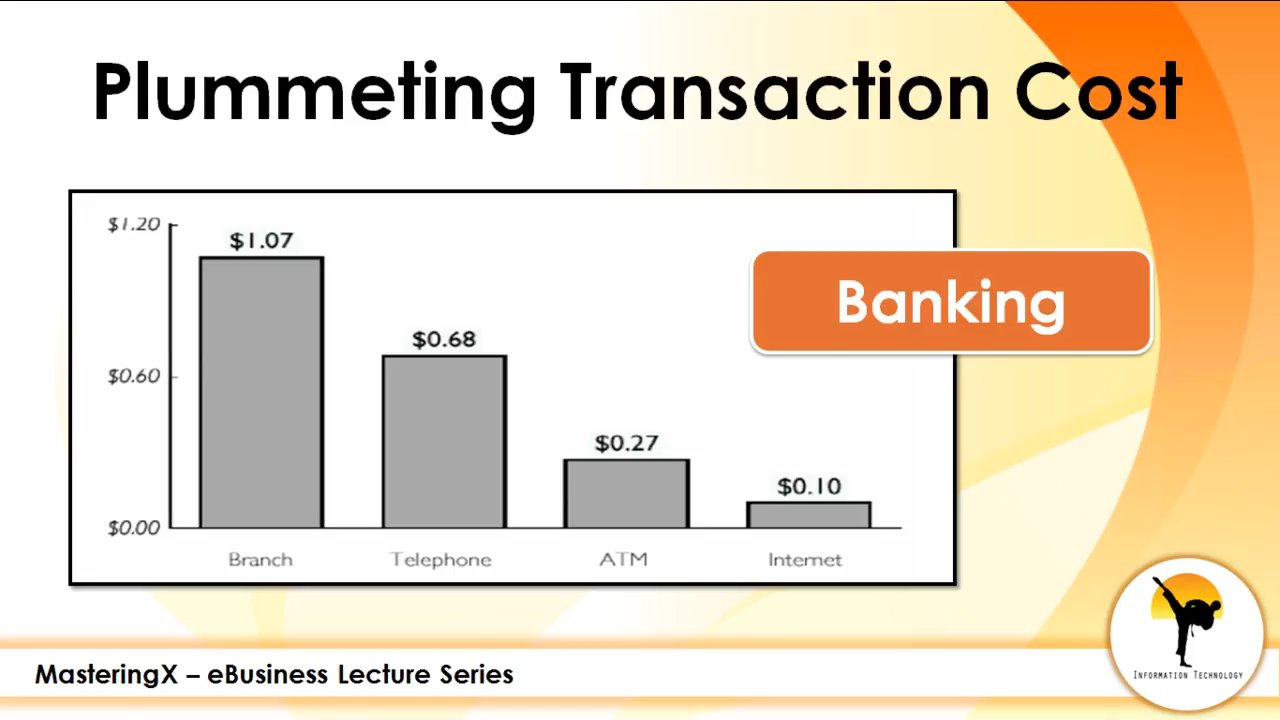 Plummeting Transaction Cost
$1.20
$1.07
Banking
$0.68
$0.60
$0.27
$0.10
$0.00
Branch Telephone ATM Internet
MasteringX – eBusiness Lecture Series
INFORMATION TECHNOLOGY